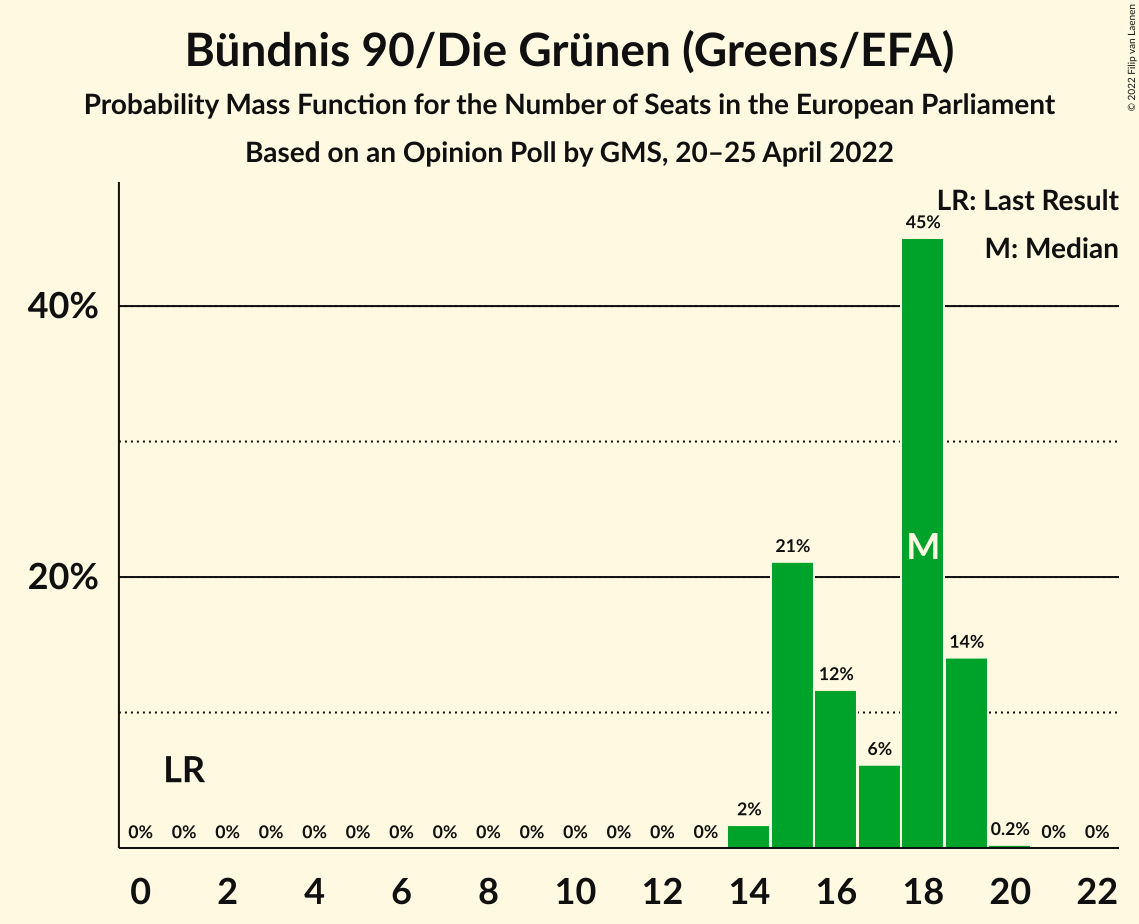 Bündnis 90/Die Grünen (Greens/EFA)
Probability Mass Function for the Number of Seats in the European Parliament
Based on an Opinion Poll by GMS, 20–25 April 2022
© 2022 Filip van Laenen
LR: Last Result
M: Median
45%
40%
21%
M
20%
14%
12%
6%
LR
2%
0% 0% 0% 0% 0% 0% 0% 0% 0% 0% 0% 0% 0% 0% 0.2% 0% 0%
0 2 4 6 8 10 12 14 16 18 20 22